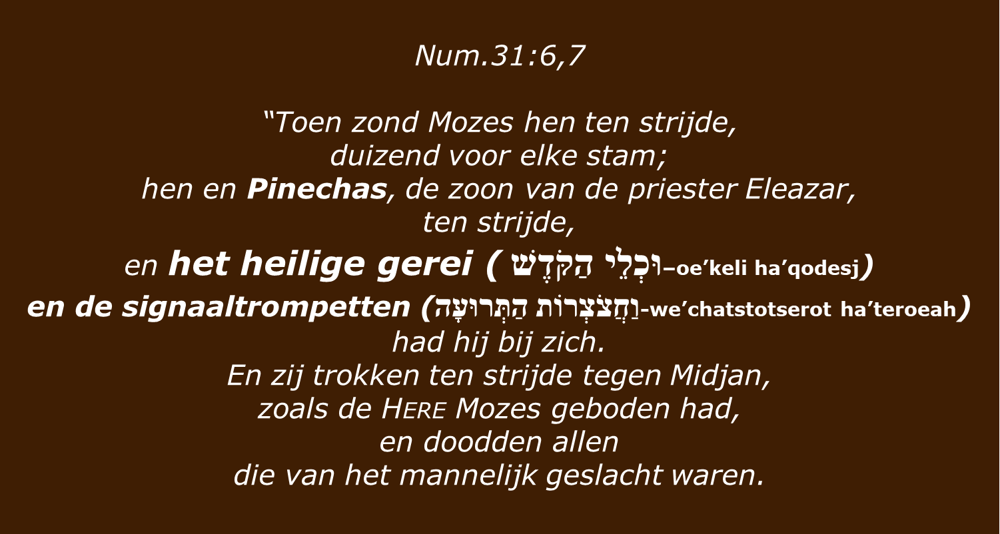 Num.31:6,7
“Toen zond Mozes hen ten strijde,
duizend voor elke stam;
hen en Pinechas, de zoon van de priester Eleazar,
ten strijde,
en het heilige gerei ( וּכְלֵי הַקֹּדֶשׁ–oe’keli ha’qodesj)
en de signaaltrompetten (וַחֲצֹצְרוֹת הַתְּרוּעָה-we’chatstotserot ha’teroeah)
had hij bij zich.
En zij trokken ten strijde tegen Midjan,
zoals de HERE Mozes geboden had,
en doodden allen
die van het mannelijk geslacht waren.